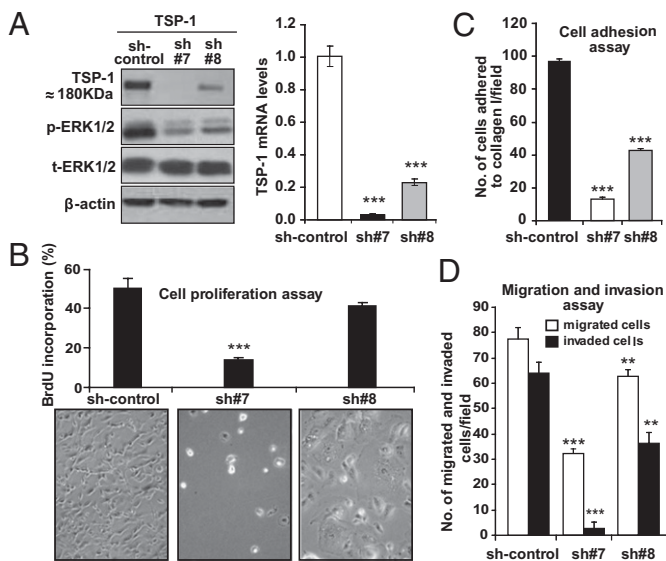 A
TSP-1
sh-control
sh #7
sh #8
TSP-1
≈180KDa
p-ERK1/2
t-ERK1/2
β-actin
TSP-1 mRNA levels
1.2
1.0
0.8
0.6
0.4
0.2
0.0
***
***
sh-control sh#7 sh#8
B
BrdU incorporation (%)
60
40
20
0
Cell proliferation assay
***
sh-control sh#7 sh#8
C
Cell adhesion
assay
No. of cells adhered
to collagen I/field
120
100
80
60
40
20
0
***
***
sh-control sh#7 sh#8
D
Migration and invasion
assay
migrated cells
invaded cells
No. of migrated and invaded
cells/field
90
80
70
60
50
40
30
20
10
0
***
***
**
**
sh-control sh#7 sh#8